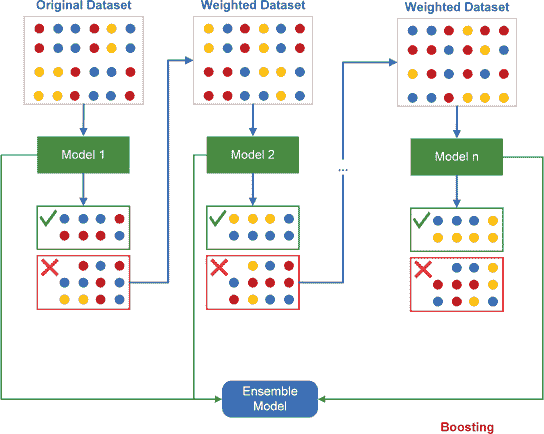 Original Dataset
Weighted Dataset
Weighted Dataset
Model 1
Model 2
...
Model n
Ensemble
Model
Boosting